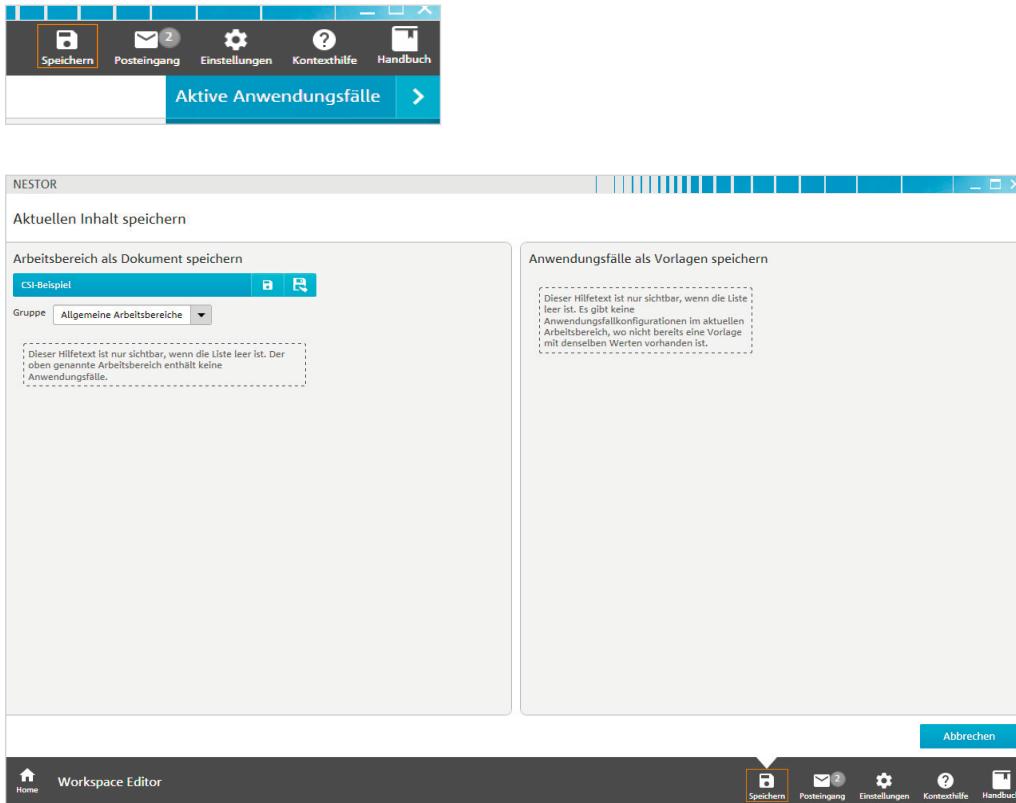 Speichern
2
Posteingang
Einstellungen
Kontexthilfe
Handbuch
Aktive Anwendungsfälle
NESTOR
Aktuellen Inhalt speichern
Arbeitsbereich als Dokument speichern
CSI-Beispiel
Gruppe
Allgemeine Arbeitsbereiche
Dieser Hilfetext ist nur sichtbar, wenn die Liste leer ist. Der
oben genannte Arbeitsbereich enthält keine
Anwendungsfälle.
Anwendungsfälle als Vorlagen speichern
Dieser Hilfetext ist nur sichtbar, wenn die Liste
leer ist. Es gibt keine
Anwendungsfallkonfigurationen im aktuellen
Arbeitsbereich, wo nicht bereits eine Vorlage
mit denselben Werten vorhanden ist.
Abbrechen
Home
Workspace Editor
Speichern
2
Posteingang
Einstellungen
Kontexthilfe
Handbuch